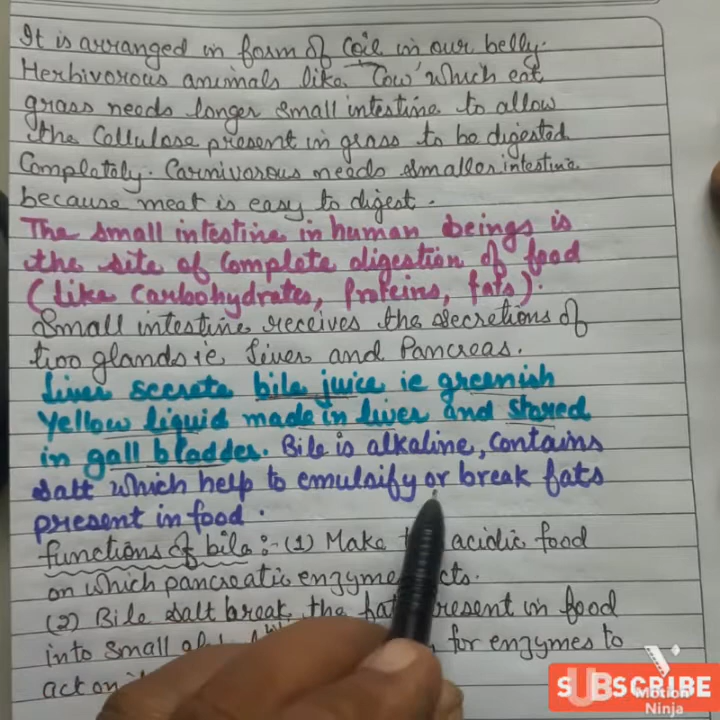 It is arranged in form of coil in our belly.
Herbivorous animals like 'Cow' which eat
grass needs longer small intestine to allow
the Cellulose present in grass to be digested
Completely. Carnivorous needs smaller intestine
because meat is easy to digest.
The small intestine in human beings is
the site of Complete digestion of food
(like Carbohydrates, Proteins, fats).
Small intestine receives the secretions of
two glands ie liver and Pancreas.
liver secrete bile juice ie greenish
Yellow liquid made in liver and stored
in gall bladder. Bile is alkaline, contains
salt which help to emulsify or break fats
present in food.
functions of bile :- (1) Make acidic food
on which pancreatic enzyme
(2) Bile salt break the present in food
into small for enzymes to
act on
SUBSCRIBE
Motion
Ninja